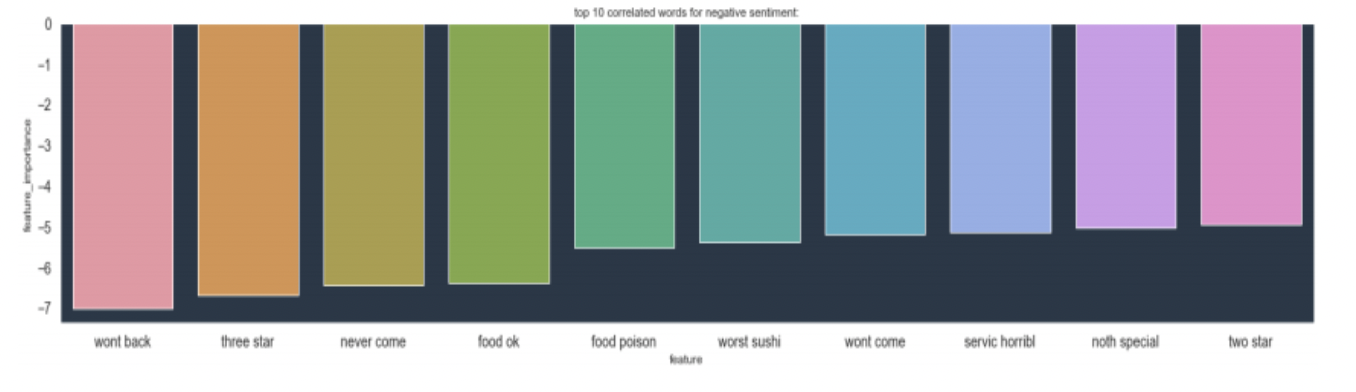 top 10 correlated words for negative sentiment:
0
-1
-2
-3
-4
-5
-6
-7
feature_importance
wont back three star never come food ok food poison worst sushi wont come servic horribl noth special two star
feature